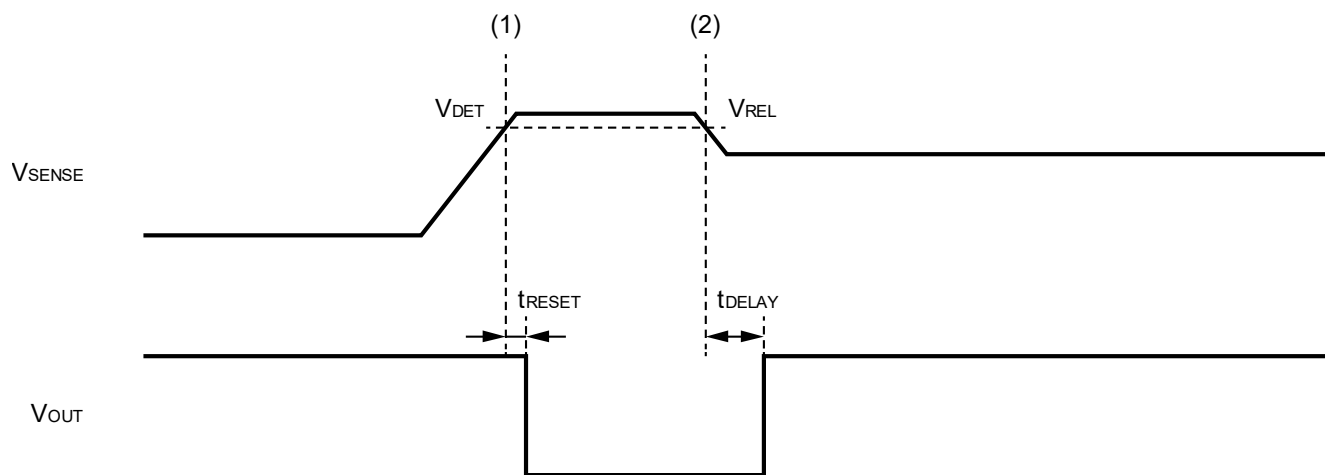 (1) (2)
VDET VREL
VSENSE
tRESET tDELAY
VOUT